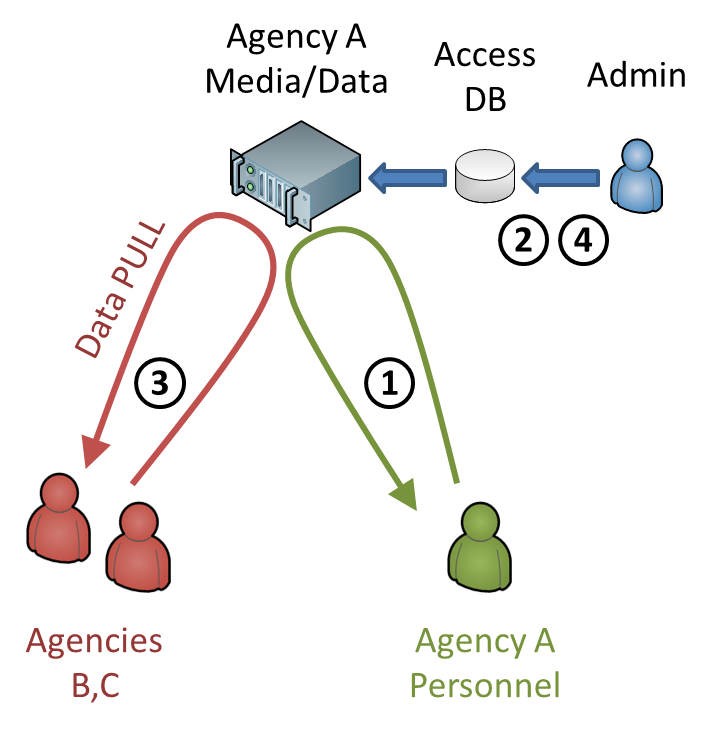 Agency A
Media/Data
Access
DB
Admin
2 4
Data PULL
3
1
Agencies
B,C
Agency A
Personnel